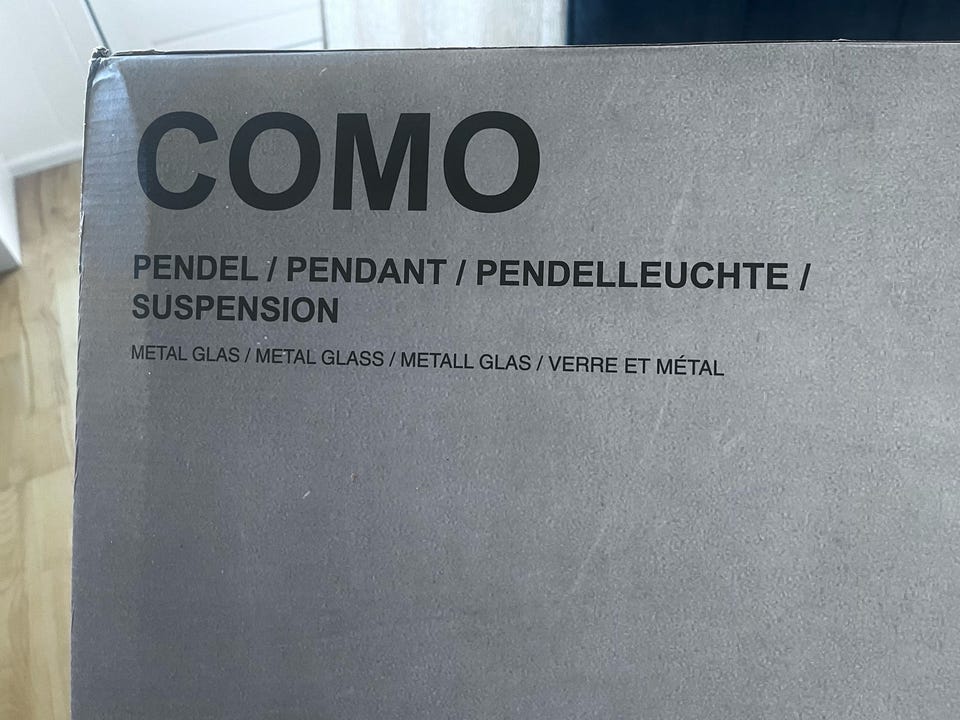 COMO
PENDEL / PENDANT / PENDELLEUCHTE /
SUSPENSION
METAL GLAS / METAL GLASS / METALL GLAS / VERRE ET MÉTAL